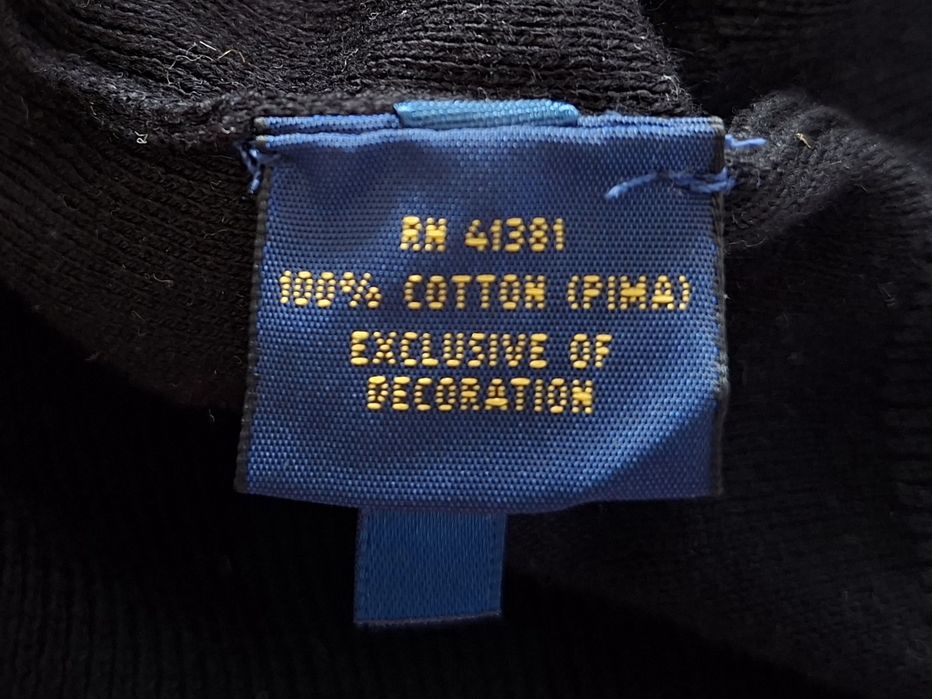 RN 41381
100% COTTON (PIMA)
EXCLUSIVE OF
DECORATION